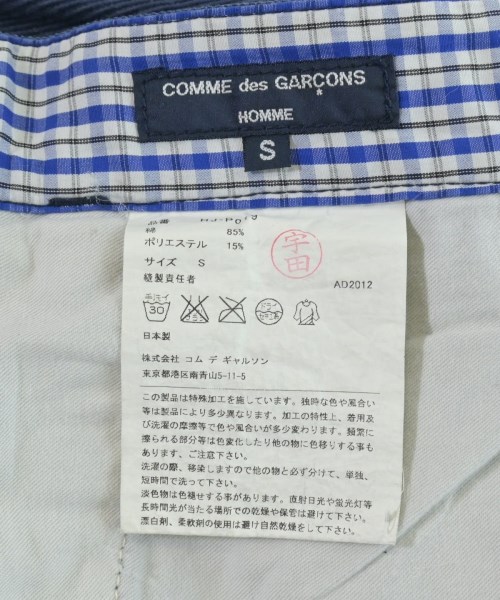 COMME des GARÇONS
HOMME
S
品番
綿 85%
ポリエステル 15%
サイズ S
縫製責任者
宇田
AD2012
手洗イ
30
ドライ
セキユ系
日本製
株式会社 コム デ ギャルソン
東京都港区南青山5-11-5
この製品は特殊加工を施しています。独特な色や風合い
等は製品により多少異なります。加工の特性上、着用及
び洗濯の摩擦等で色や風合いが多少変わります。頻繁に
擦られる部分等は色変化したり他の物に色移りする事も
あります、ご注意下さい。
洗濯の際、移染しますので他の物と必ず分けて、単独、
短時間で洗って下さい。
淡色物は色褪せする事があります。直射日光や蛍光灯等
長時間光が当たる場所での乾燥や保管は避けて下さい。
漂白剤、柔軟剤の使用は避け自然乾燥をして下さい。